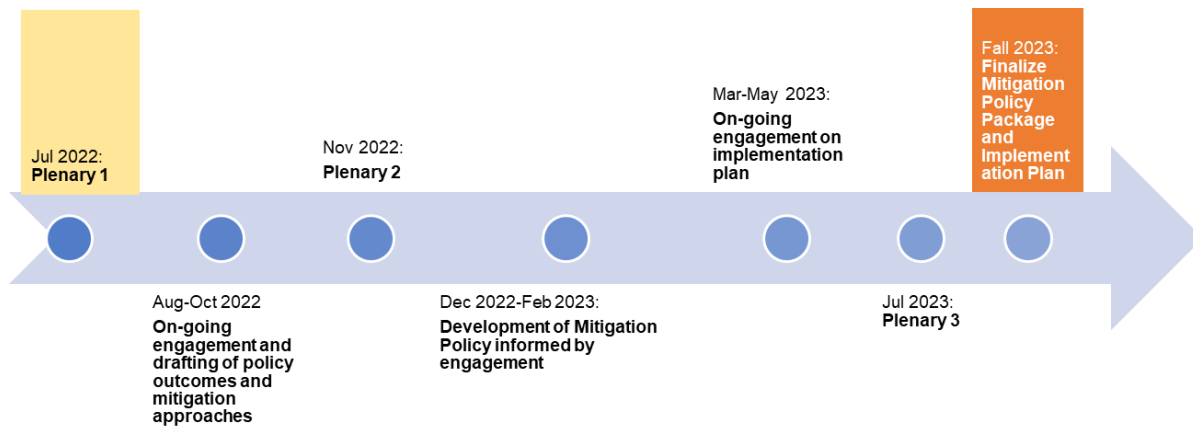 Jul 2022:
Plenary 1
Aug-Oct 2022
On-going
engagement and
drafting of policy
outcomes and
mitigation
approaches
Nov 2022:
Plenary 2
Dec 2022-Feb 2023:
Development of Mitigation
Policy informed by
engagement
Mar-May 2023:
On-going
engagement on
implementation
plan
Jul 2023:
Plenary 3
Fall 2023:
Finalize
Mitigation
Policy
Package
and
Implement
ation Plan